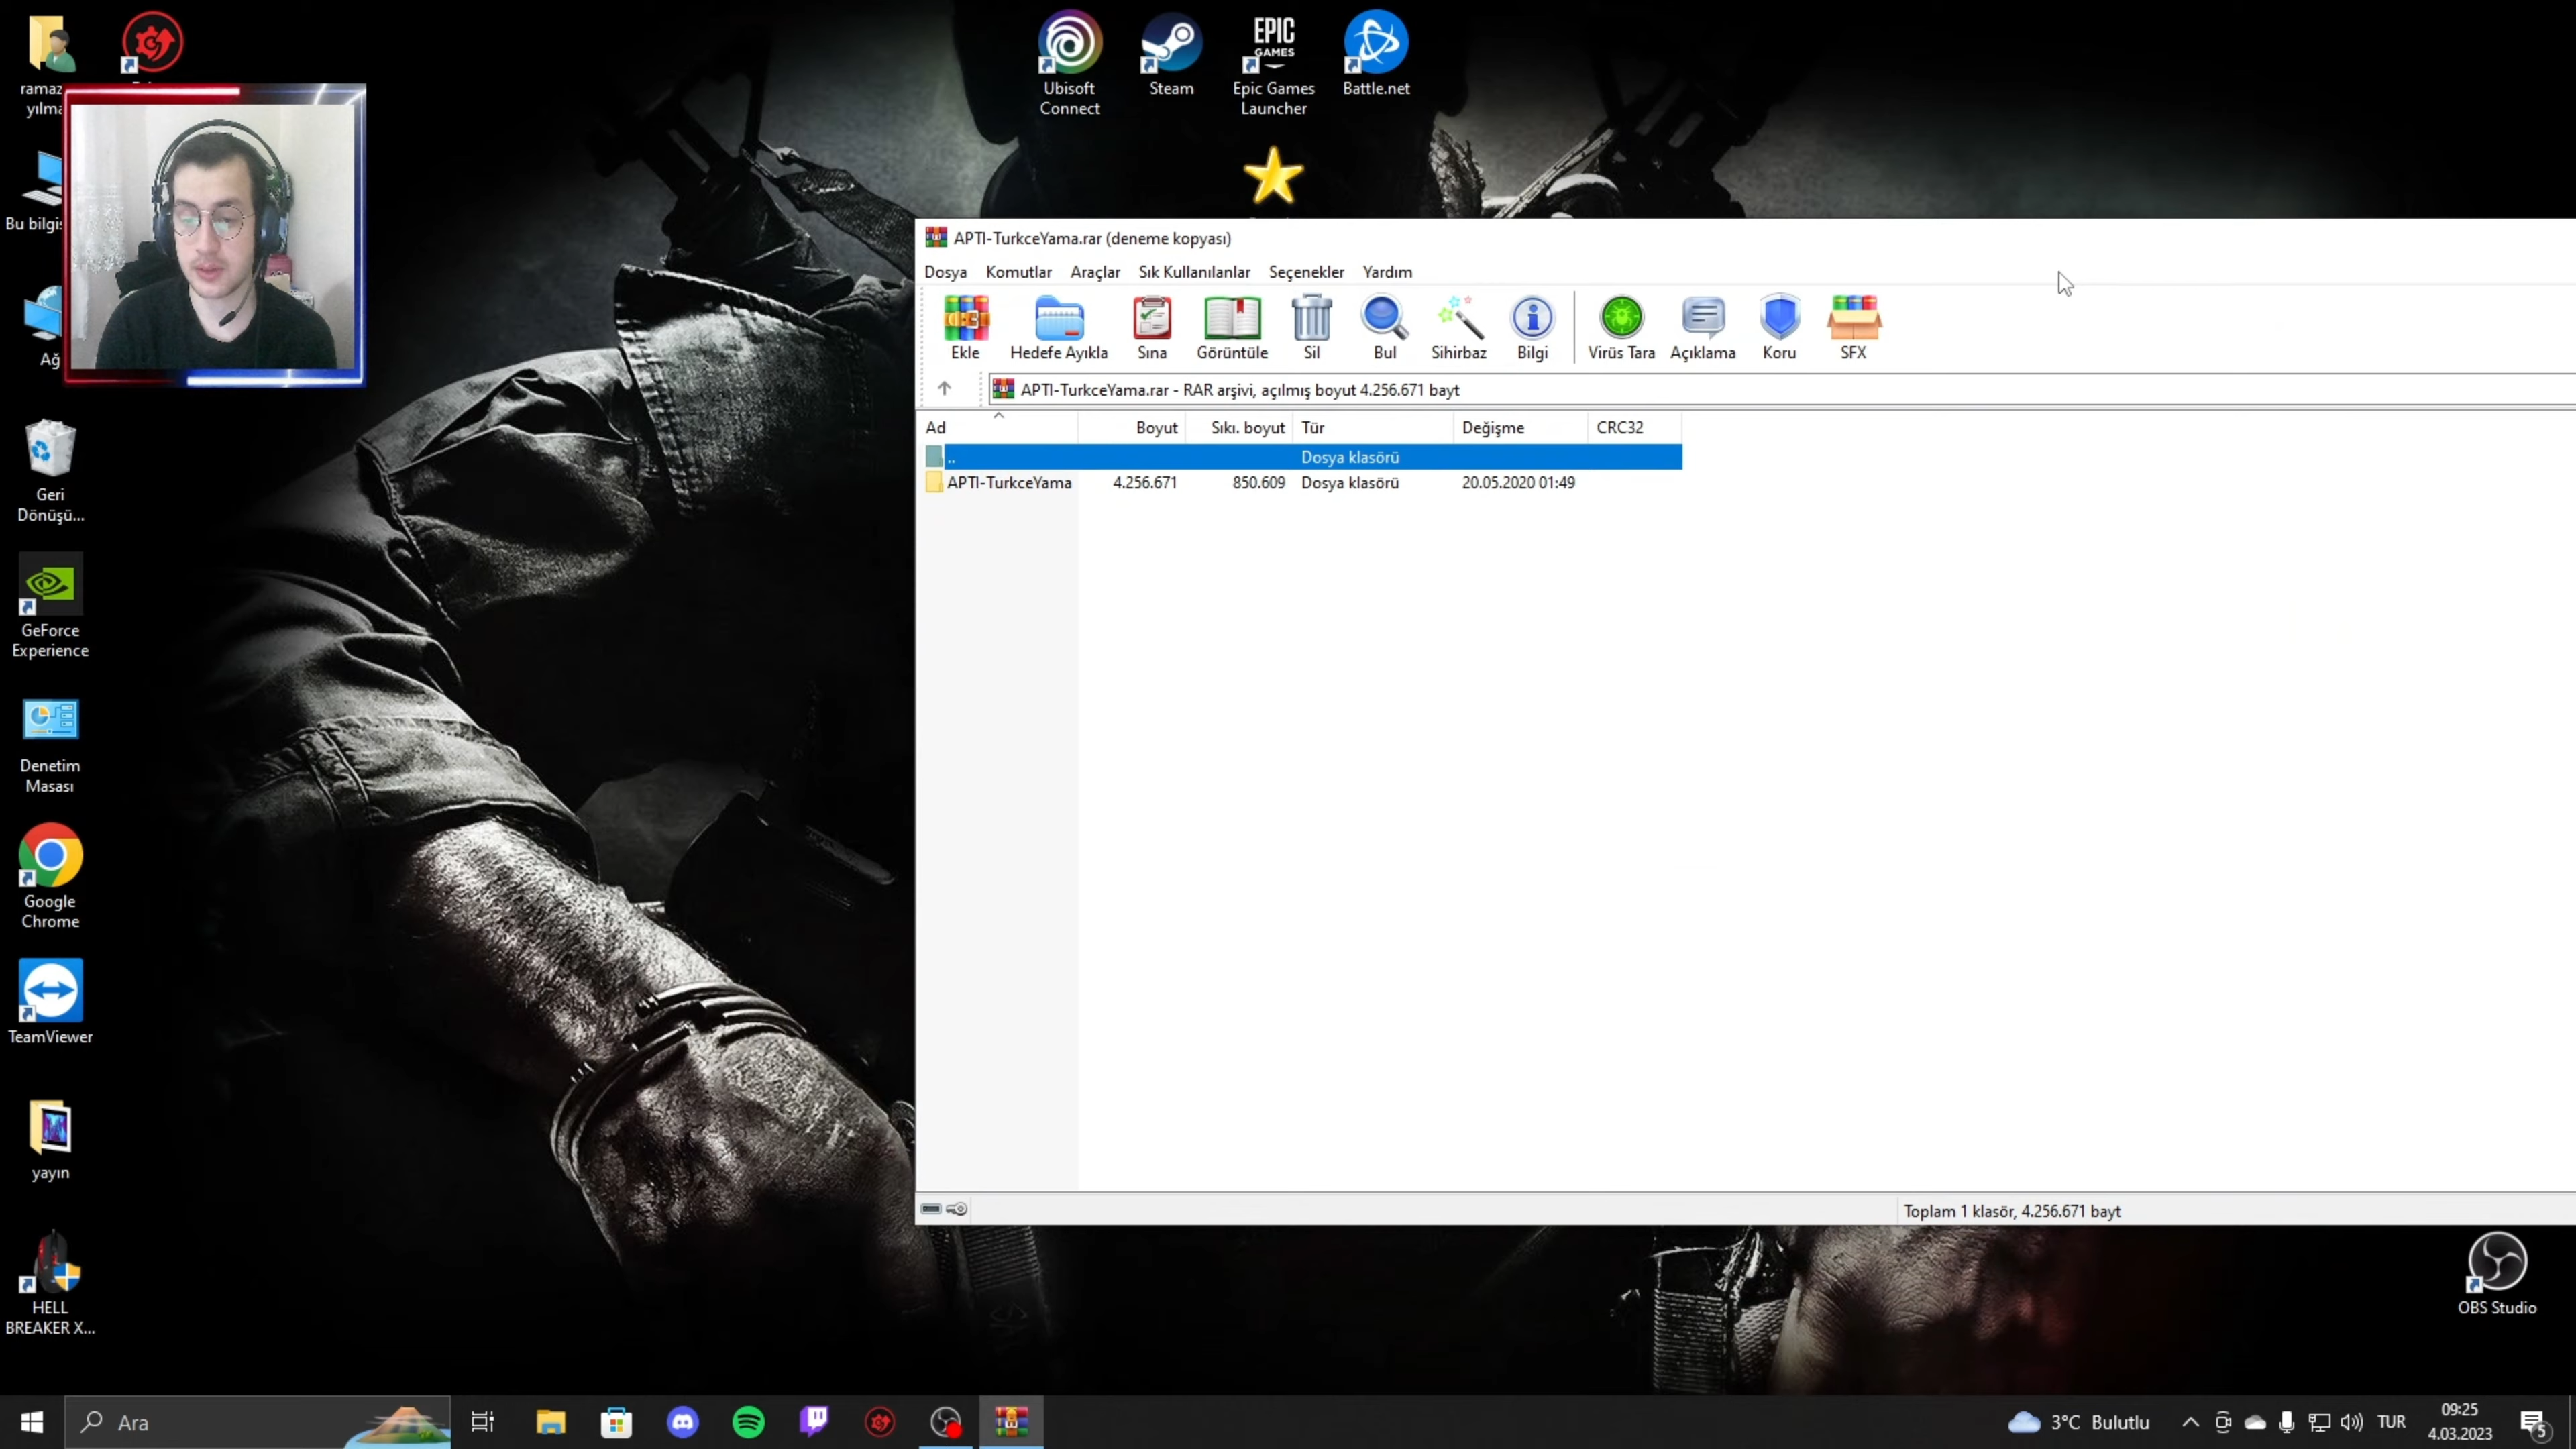 ramaz
yılma
Bu bilgis
Ağ
Geri
Dönüşü...
GeForce
Experience
Denetim
Masası
Google
Chrome
TeamViewer
yayın
HELL
BREAKER X...
Ubisoft
Connect
Steam
EPIC
GAMES
Epic Games
Launcher
Battle.net
APTI-TurkceYama.rar (deneme kopyası)
Dosya Komutlar Araçlar Sık Kullanılanlar Seçenekler Yardım
Ekle Hedefe Ayıkla Sına Görüntüle Sil Bul Sihirbaz Bilgi Virüs Tara Açıklama Koru SFX
APTI-TurkceYama.rar - RAR arşivi, açılmış boyut 4.256.671 bayt
Ad Boyut Sıkı. boyut Tür Değişme CRC32
.. Dosya klasörü
APTI-TurkceYama 4.256.671 850.609 Dosya klasörü 20.05.2020 01:49
Toplam 1 klasör, 4.256.671 bayt
OBS Studio
Ara
3°C Bulutlu
TUR
09:25
4.03.2023
5